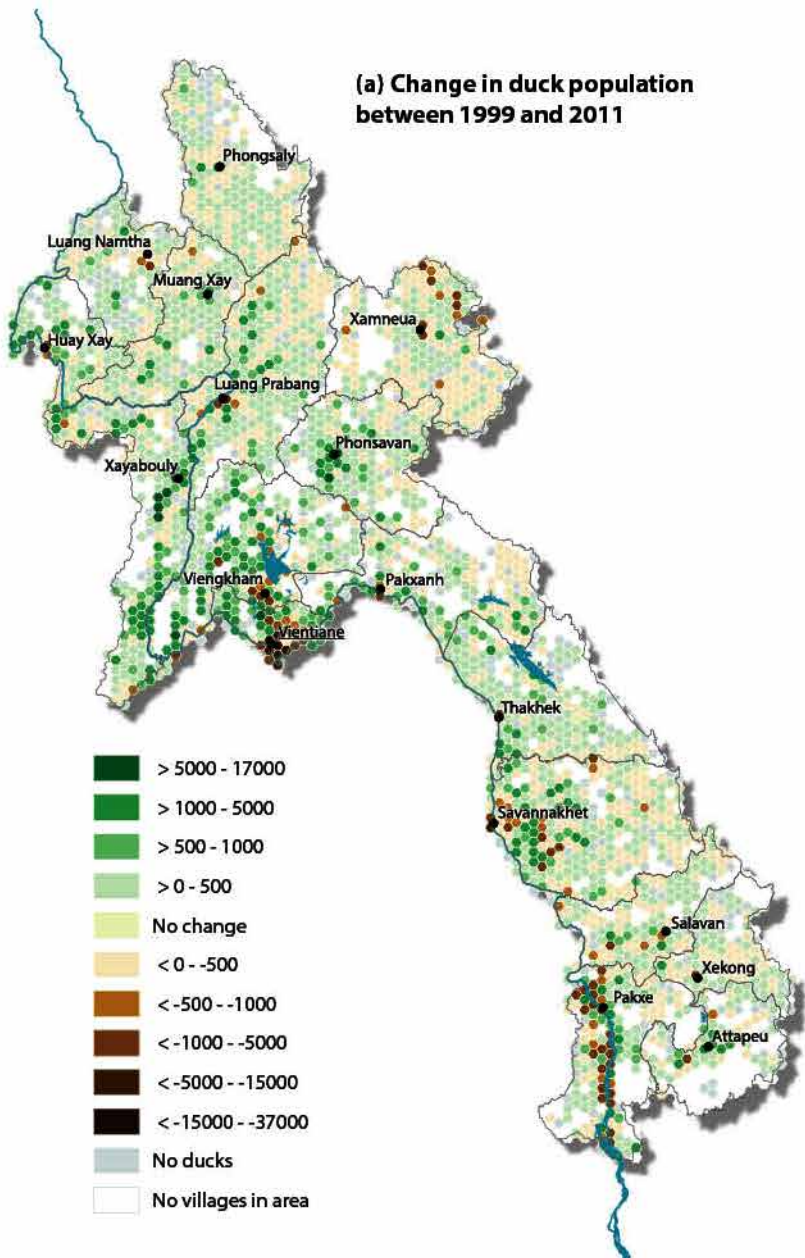 (a) Change in duck population
between 1999 and 2011
Phongsaly
Luang Namtha
Muang Xay
Xamneua
Huay Xay
Luang Prabang
Phonsavan
Xayabouly
Viengkham
Pakxanh
Vientiane
Thakhek
> 5000 - 17000
> 1000 - 5000
Savannakhet
> 500 - 1000
> 0 - 500
No change
Salavan
< 0 - -500
Xekong
< -500 - -1000
Pakxe
< -1000 - -5000
Attapeu
< -5000 - -15000
< -15000 - -37000
No ducks
No villages in area